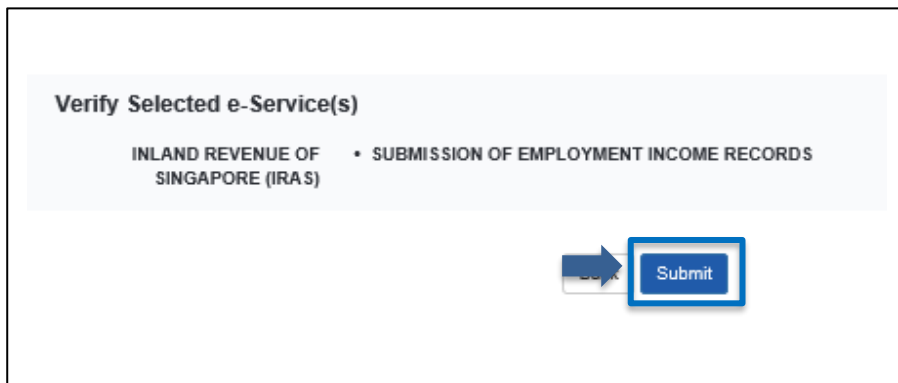 Verify Selected e-Service(s)
INLAND REVENUE OF
SINGAPORE (IRAS)
• SUBMISSION OF EMPLOYMENT INCOME RECORDS
Submit